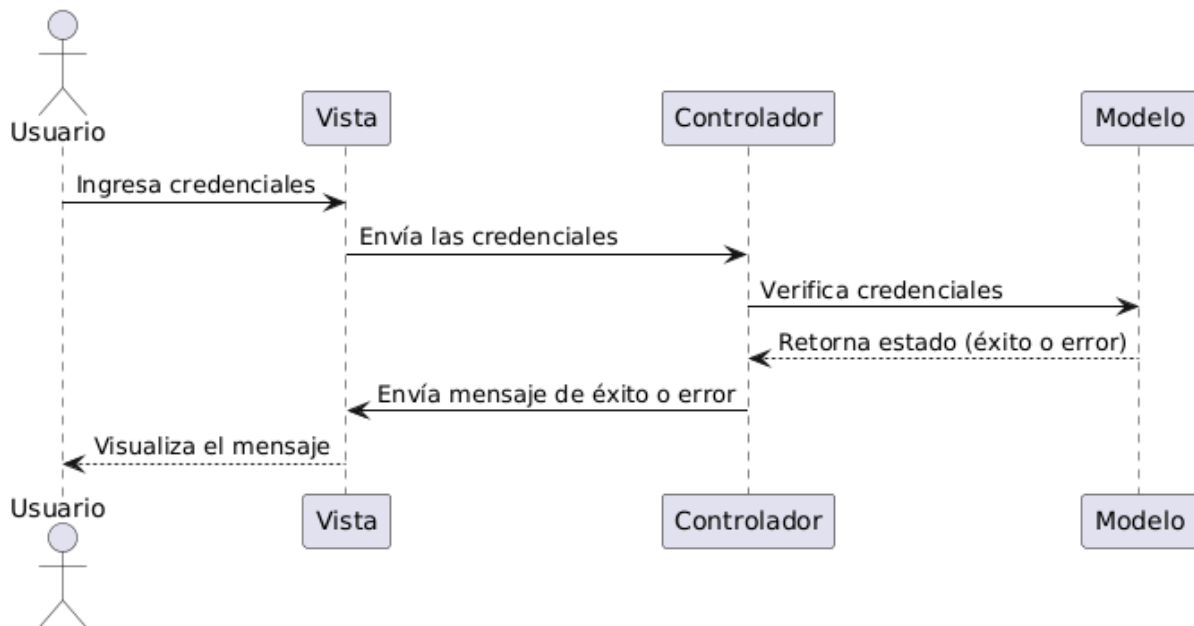 Usuario
Vista
Controlador
Modelo
Ingresa credenciales
Envía las credenciales
Verifica credenciales
Retorna estado (éxito o error)
Envía mensaje de éxito o error
Visualiza el mensaje
Usuario
Vista
Controlador
Modelo